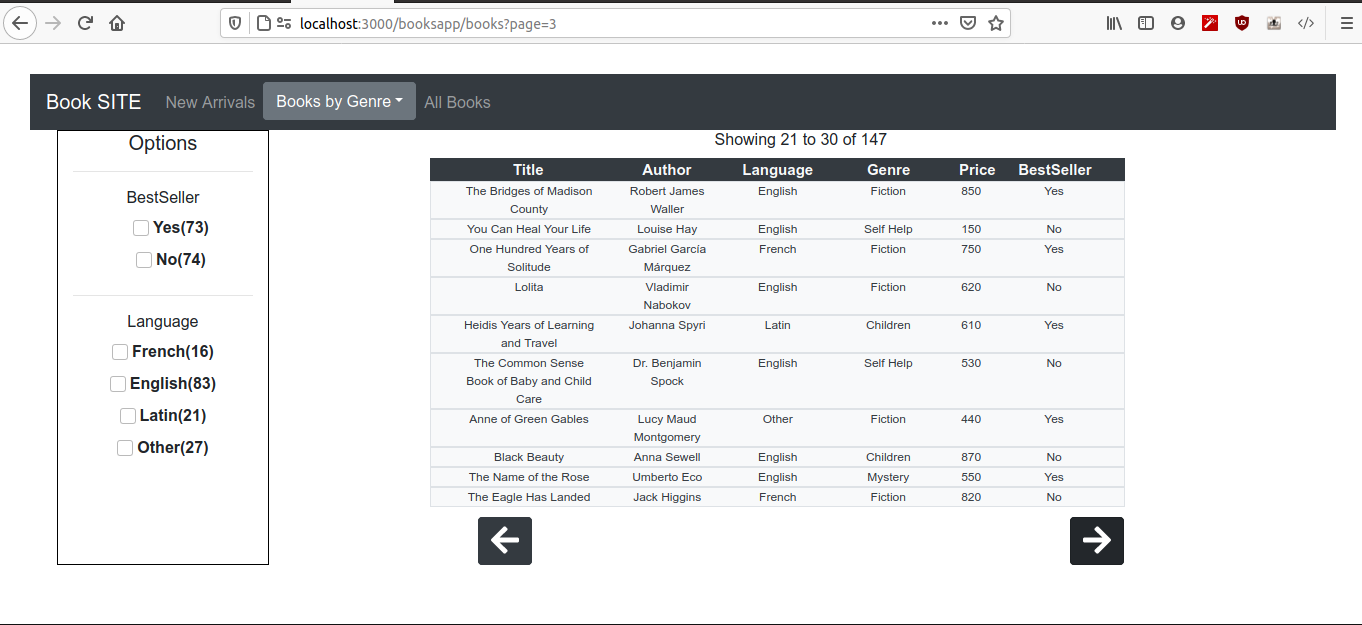 localhost:3000/booksapp/books?page=3
Book SITE New Arrivals Books by Genre All Books
Options
BestSeller
Yes(73)
No(74)
Language
French(16)
English(83)
Latin(21)
Other(27)
Showing 21 to 30 of 147
Title Author Language Genre Price BestSeller
The Bridges of Madison Robert James English Fiction 850 Yes
County Waller
You Can Heal Your Life Louise Hay English Self Help 150 No
One Hundred Years of Gabriel García French Fiction 750 Yes
Solitude Márquez
Lolita Vladimir English Fiction 620 No
Nabokov
Heidis Years of Learning Johanna Spyri Latin Children 610 Yes
and Travel
The Common Sense Dr. Benjamin English Self Help 530 No
Book of Baby and Child Spock
Care
Anne of Green Gables Lucy Maud Other Fiction 440 Yes
Montgomery
Black Beauty Anna Sewell English Children 870 No
The Name of the Rose Umberto Eco English Mystery 550 Yes
The Eagle Has Landed Jack Higgins French Fiction 820 No